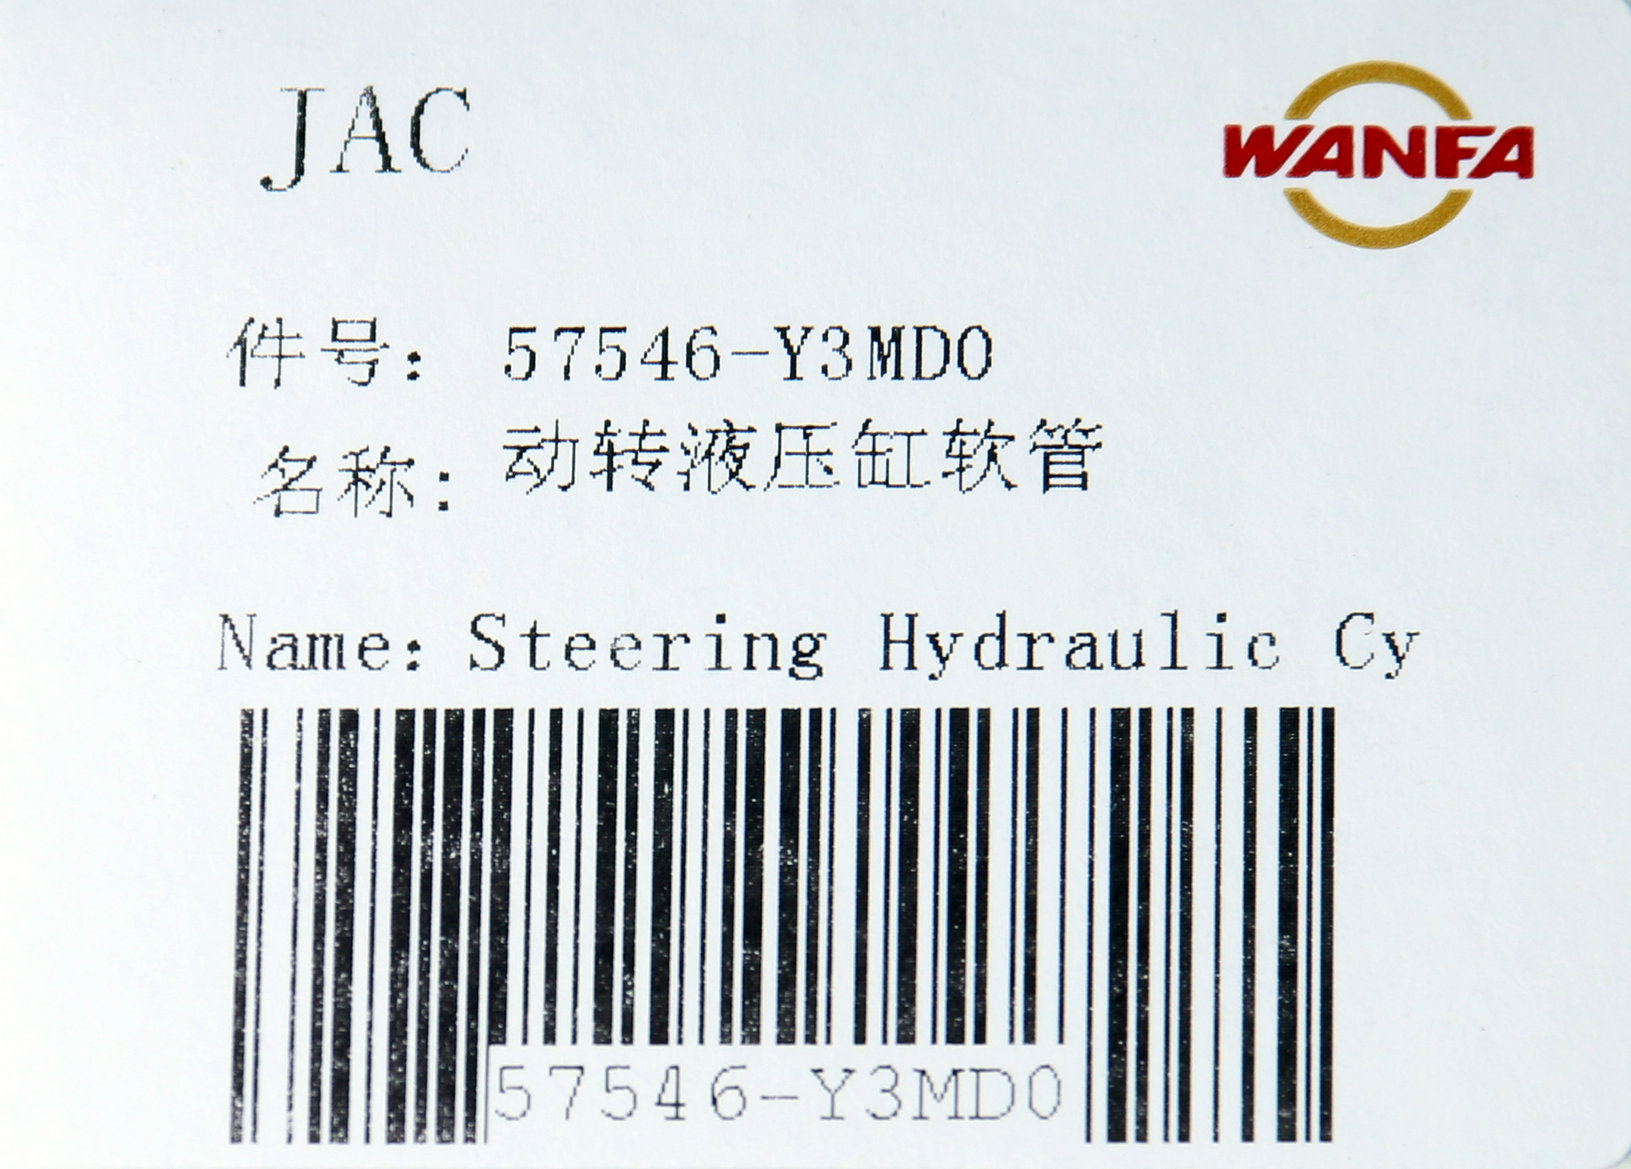 JAC
WANFA
件号: 57546-Y3MD0
名称: 动转液压缸软管
Name: Steering Hydraulic Cy
57546-Y3MD0